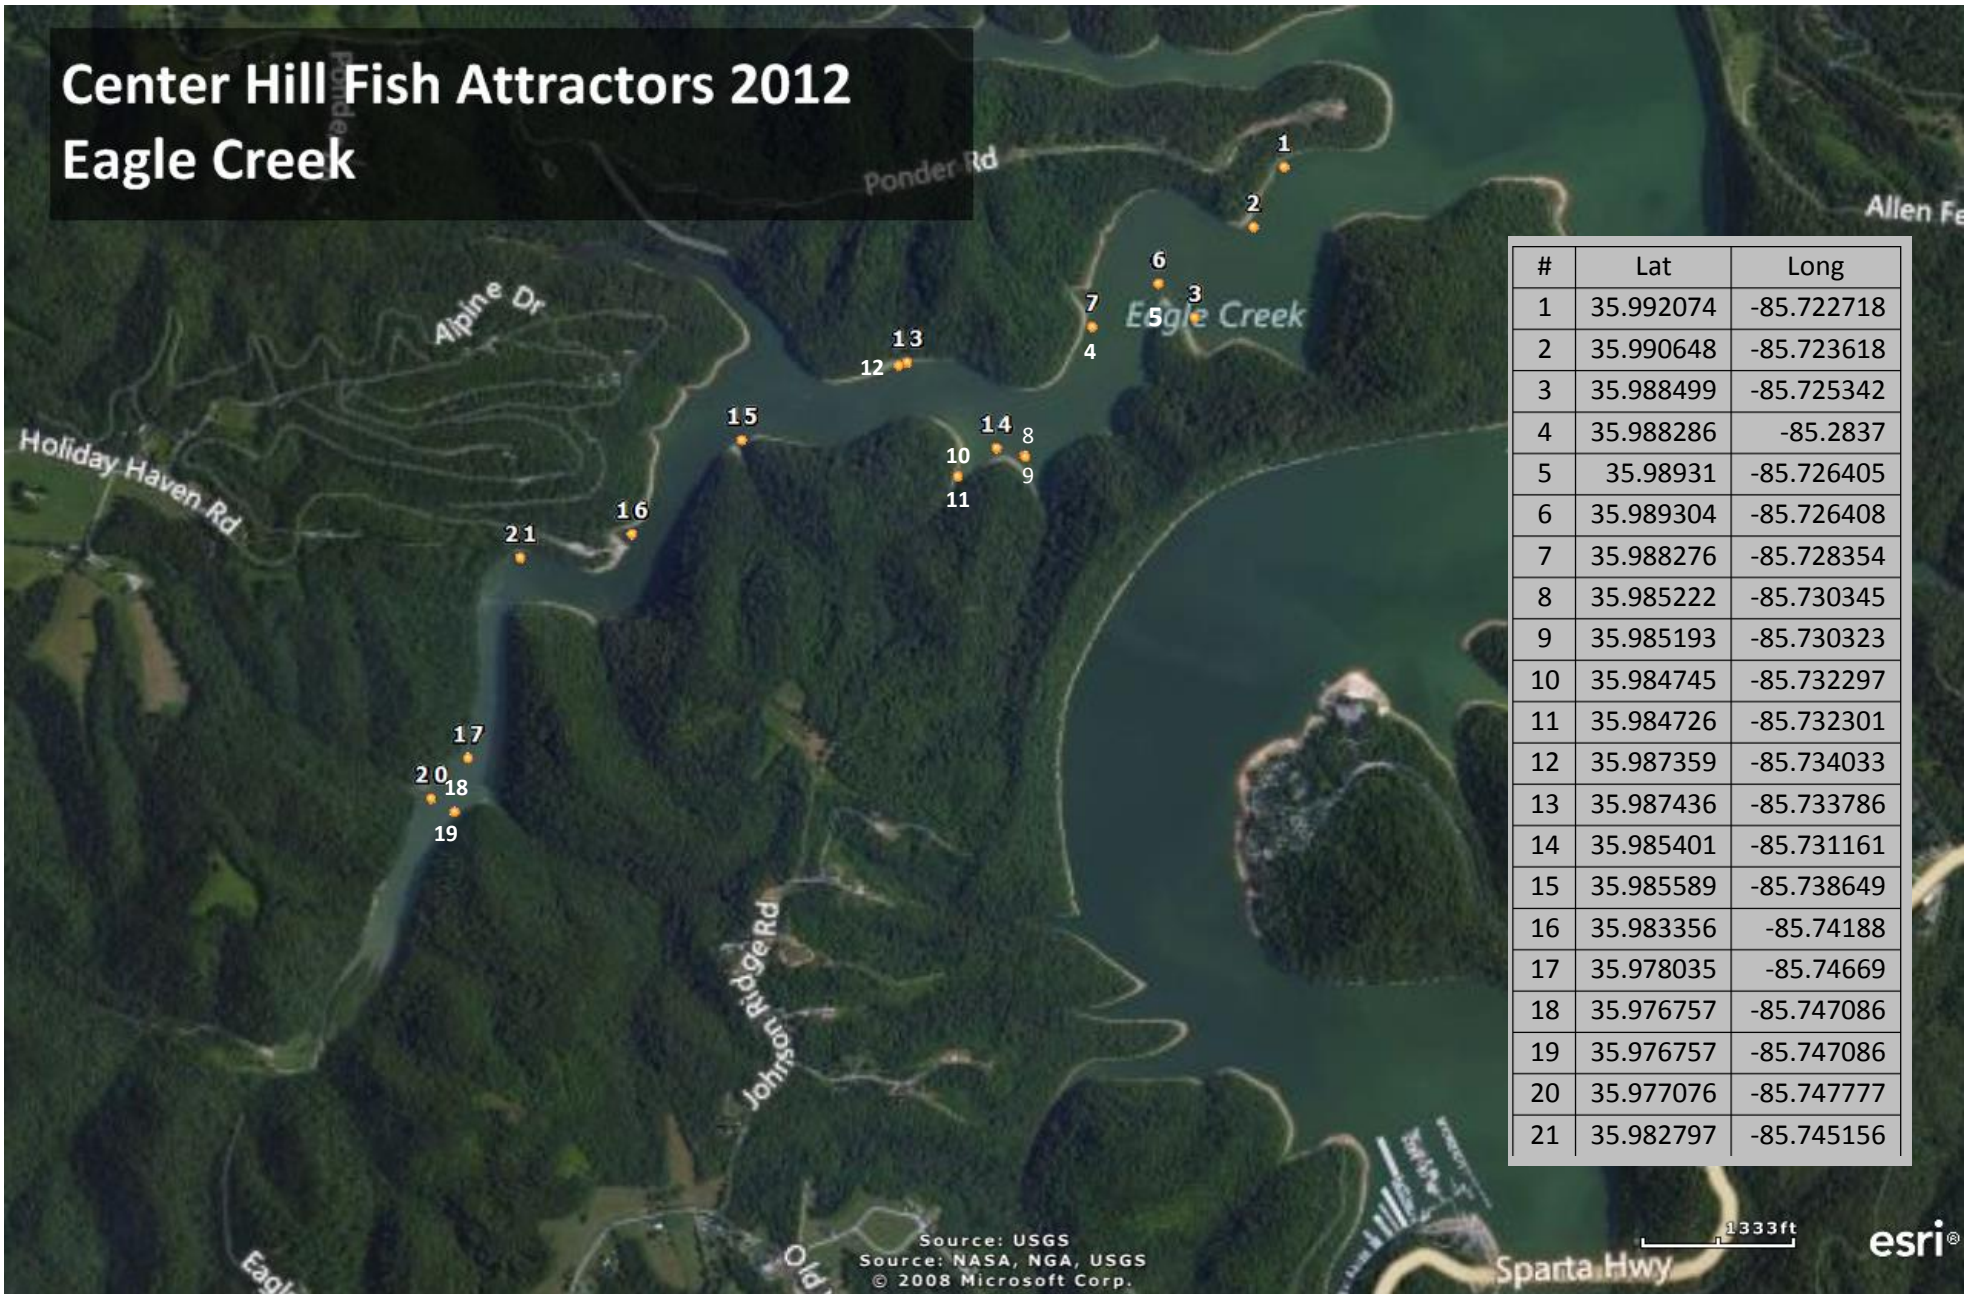 Center Hill Fish Attractors 2012
Eagle Creek
Ponder Rd
Allen Fe
Alpine Dr
Holiday Haven Rd
Eagle Creek
1
2
6
3
5
7
4
13
12
15
14
8
9
10
11
16
21
17
20
18
19
# Lat Long
1 35.992074 -85.722718
2 35.990648 -85.723618
3 35.988499 -85.725342
4 35.988286 -85.2837
5 35.98931 -85.726405
6 35.989304 -85.726408
7 35.988276 -85.728354
8 35.985222 -85.730345
9 35.985193 -85.730323
10 35.984745 -85.732297
11 35.984726 -85.732301
12 35.987359 -85.734033
13 35.987436 -85.733786
14 35.985401 -85.731161
15 35.985589 -85.738649
16 35.983356 -85.74188
17 35.978035 -85.74669
18 35.976757 -85.747086
19 35.976757 -85.747086
20 35.977076 -85.747777
21 35.982797 -85.745156
Johnson Ridge Rd
Old
Eagle
Source: USGS
Source: NASA, NGA, USGS
© 2008 Microsoft Corp.
Sparta Hwy
1333ft
esri®